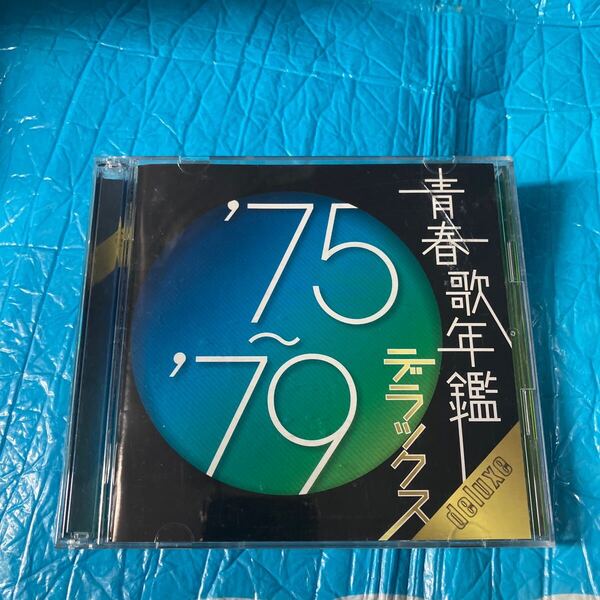 青春歌年鑑
デラックス
'75
~
'79
deluxe